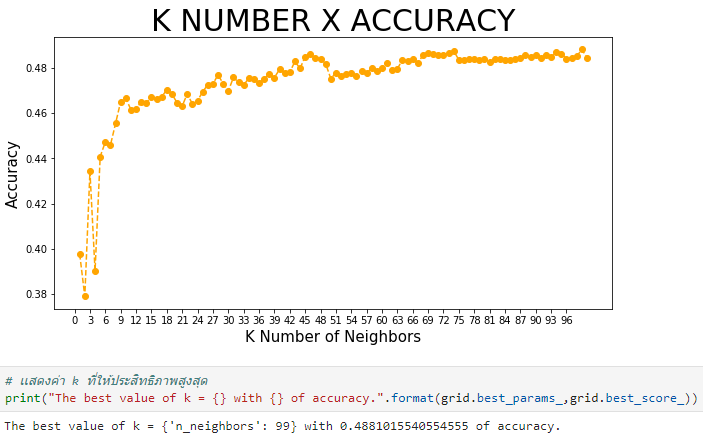 K NUMBER X ACCURACY
Accuracy
0.48
0.46
0.44
0.42
0.40
0.38
0 3 6 9 12 15 18 21 24 27 30 33 36 39 42 45 48 51 54 57 60 63 66 69 72 75 78 81 84 87 90 93 96
K Number of Neighbors
# แสดงค่า k ที่ให้ประสิทธิภาพสูงสุด
print("The best value of k = {} with {} of accuracy.".format(grid.best_params_,grid.best_score_))
The best value of k = {'n_neighbors': 99} with 0.4881015540554555 of accuracy.